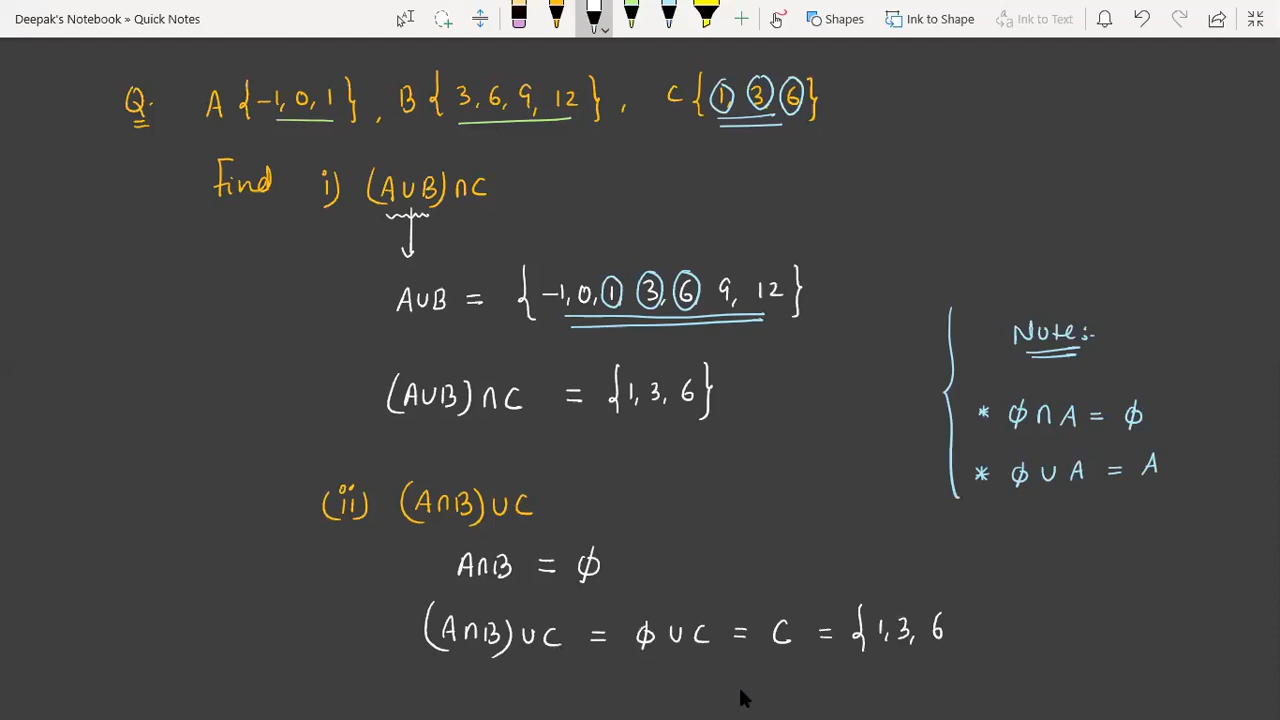 Deepak's Notebook » Quick Notes
Shapes
Ink to Shape
Ink to Text
Q. A {-1, 0, 1}, B {3, 6, 9, 12}, C {1, 3, 6}
Find i) (A∪B)∩C
A∪B = {-1, 0, 1, 3, 6, 9, 12}
(A∪B)∩C = {1, 3, 6}
Note:-
* φ∩A = φ
* φ∪A = A
(ii) (A∩B)∪C
A∩B = φ
(A∩B)∪C = φ∪C = C = {1, 3, 6